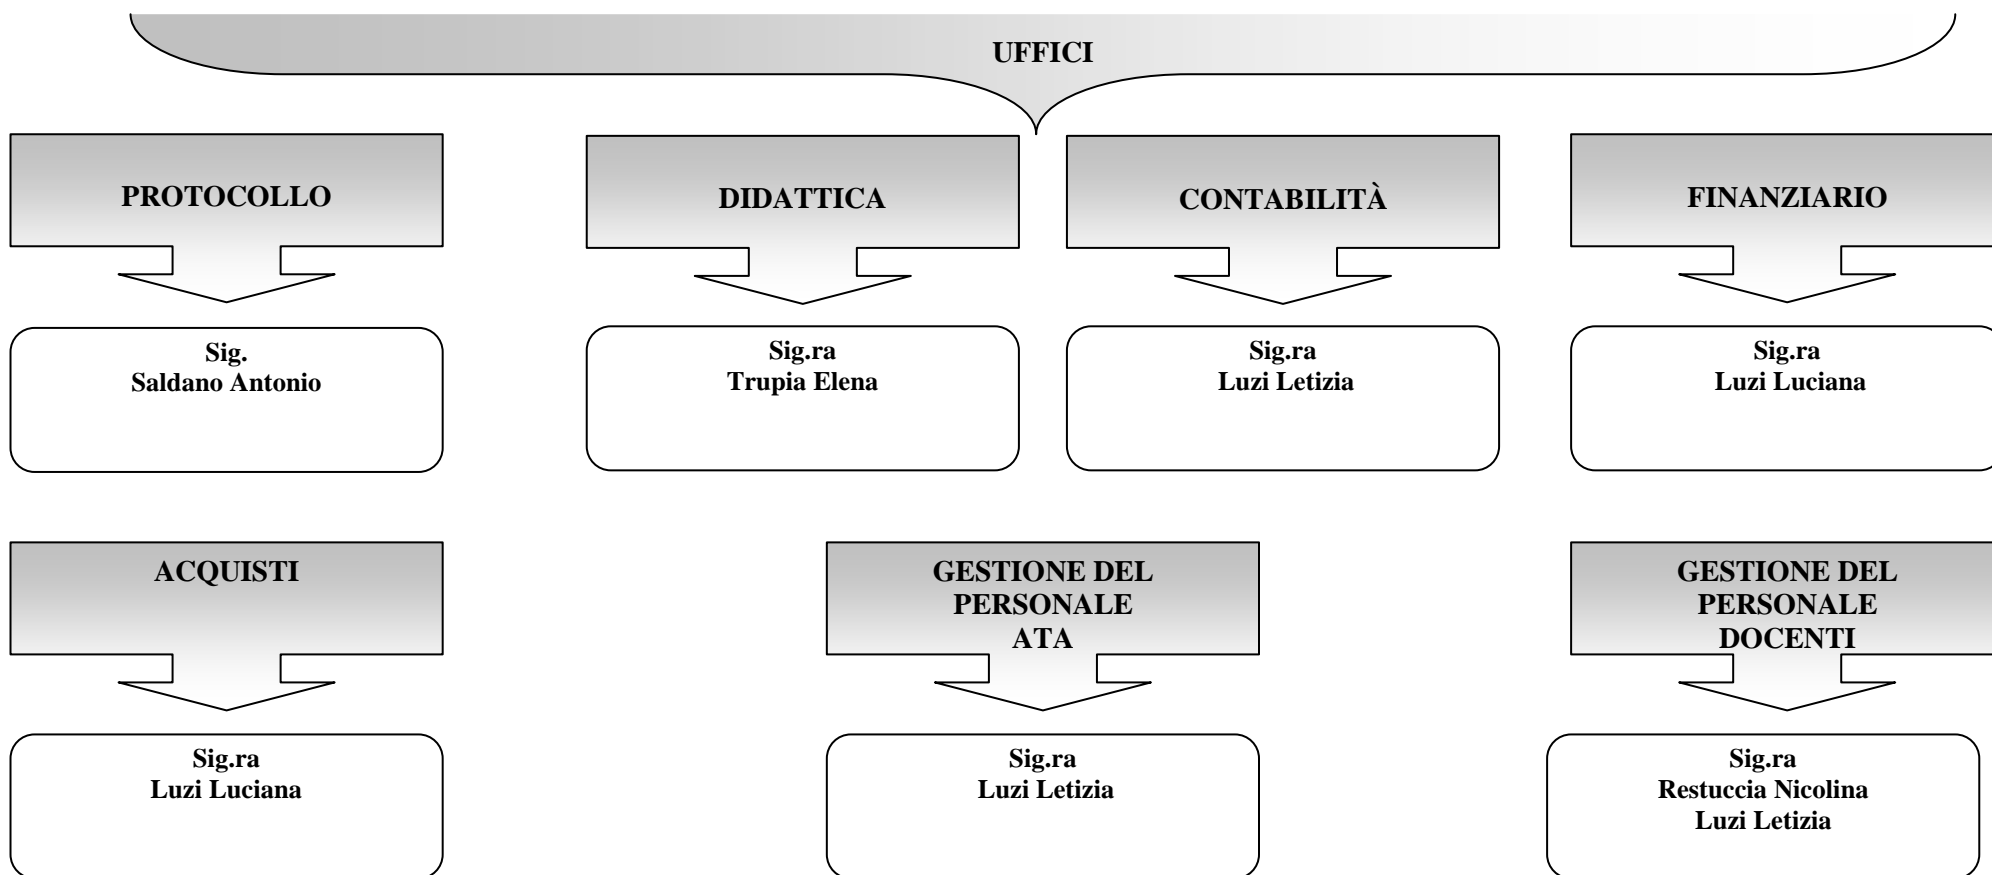 UFFICI
PROTOCOLLO
DIDATTICA
CONTABILITÀ
FINANZIARIO
Sig.
Saldano Antonio
Sig.ra
Trupia Elena
Sig.ra
Luzi Letizia
Sig.ra
Luzi Luciana
ACQUISTI
GESTIONE DEL
PERSONALE
ATA
GESTIONE DEL
PERSONALE
DOCENTI
Sig.ra
Luzi Luciana
Sig.ra
Luzi Letizia
Sig.ra
Restuccia Nicolina
Luzi Letizia